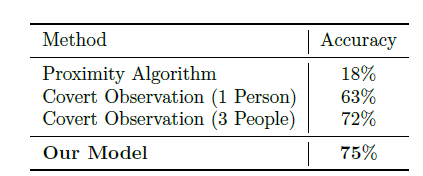 Method Accuracy
Proximity Algorithm 18%
Covert Observation (1 Person) 63%
Covert Observation (3 People) 72%
Our Model 75%